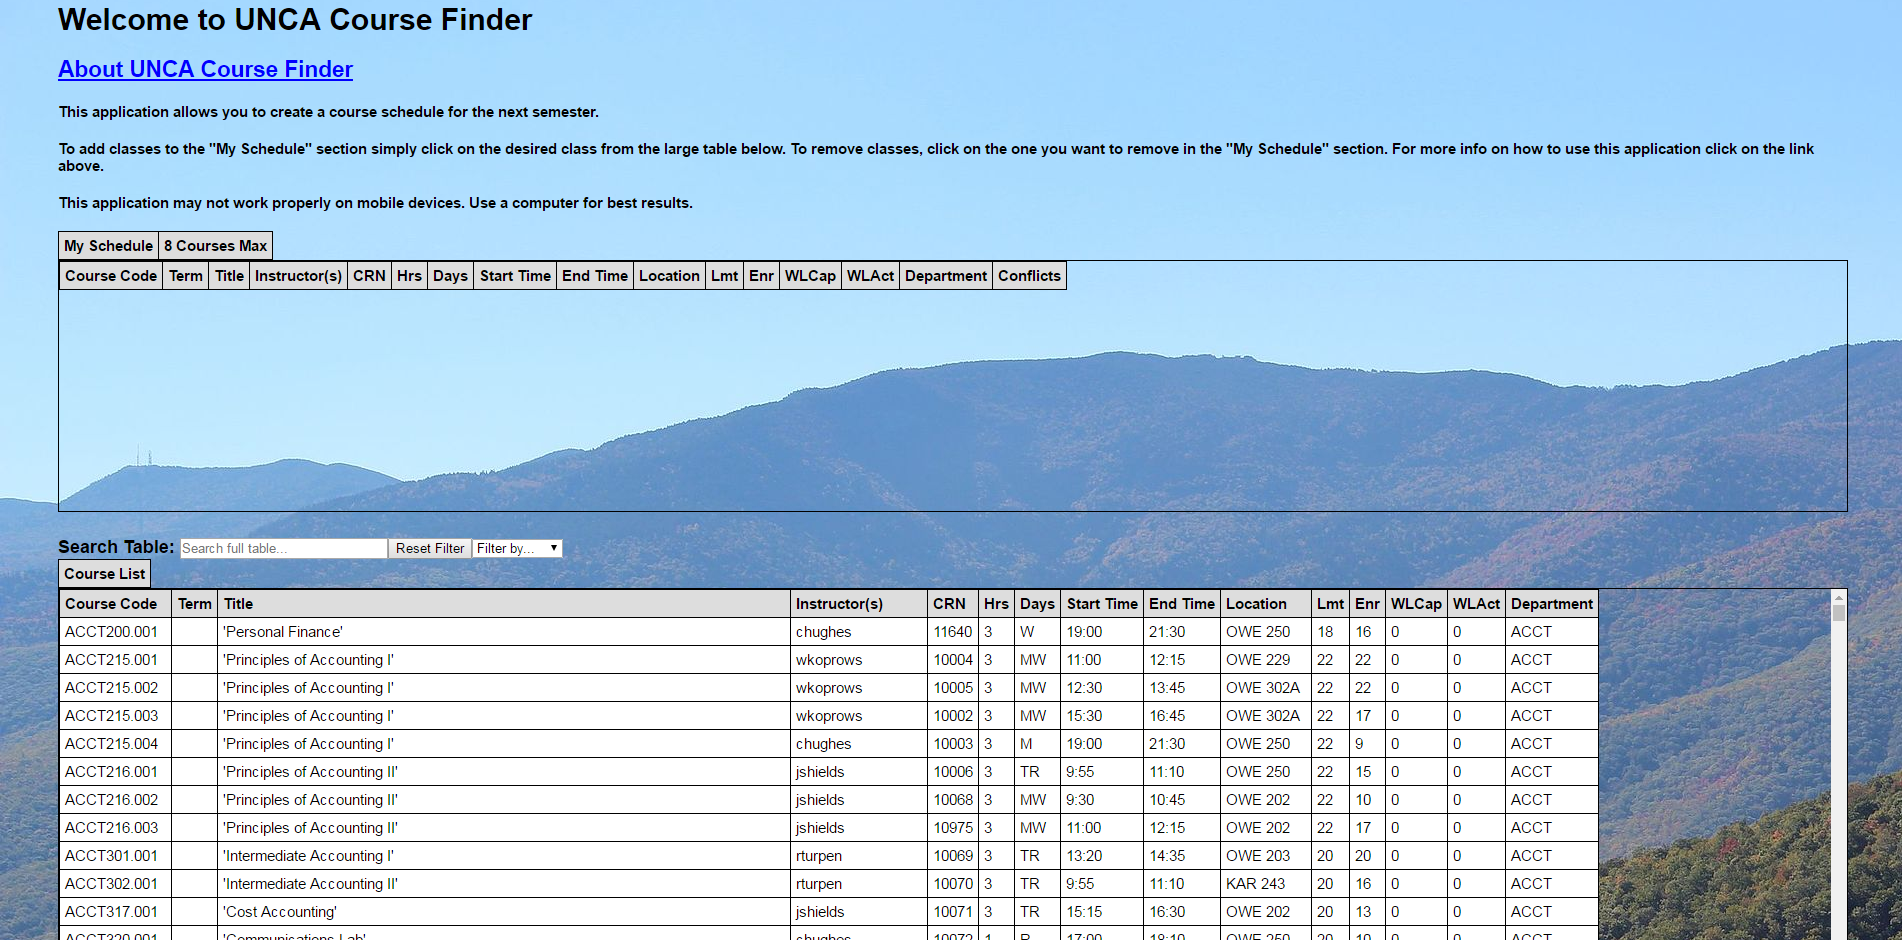 Welcome to UNCA Course Finder
About UNCA Course Finder
This application allows you to create a course schedule for the next semester.
To add classes to the "My Schedule" section simply click on the desired class from the large table below. To remove classes, click on the one you want to remove in the "My Schedule" section. For more info on how to use this application click on the link
above.
This application may not work properly on mobile devices. Use a computer for best results.
My Schedule 8 Courses Max
Course Code Term Title Instructor(s) CRN Hrs Days Start Time End Time Location Lmt Enr WLCap WLAct Department Conflicts
Search Table: Search full table... Reset Filter Filter by...
Course List
Course Code Term Title Instructor(s) CRN Hrs Days Start Time End Time Location Lmt Enr WLCap WLAct Department
ACCT200.001 'Personal Finance' chughes 11640 3 W 19:00 21:30 OWE 250 18 16 0 0 ACCT
ACCT215.001 'Principles of Accounting I' wkoprows 10004 3 MW 11:00 12:15 OWE 229 22 22 0 0 ACCT
ACCT215.002 'Principles of Accounting I' wkoprows 10005 3 MW 12:30 13:45 OWE 302A 22 22 0 0 ACCT
ACCT215.003 'Principles of Accounting I' wkoprows 10002 3 MW 15:30 16:45 OWE 302A 22 17 0 0 ACCT
ACCT215.004 'Principles of Accounting I' chughes 10003 3 M 19:00 21:30 OWE 250 22 9 0 0 ACCT
ACCT216.001 'Principles of Accounting II' jshields 10006 3 TR 9:55 11:10 OWE 250 22 15 0 0 ACCT
ACCT216.002 'Principles of Accounting II' jshields 10068 3 MW 9:30 10:45 OWE 202 22 10 0 0 ACCT
ACCT216.003 'Principles of Accounting II' jshields 10975 3 MW 11:00 12:15 OWE 202 22 17 0 0 ACCT
ACCT301.001 'Intermediate Accounting I' rturpen 10069 3 TR 13:20 14:35 OWE 203 20 20 0 0 ACCT
ACCT302.001 'Intermediate Accounting II' rturpen 10070 3 TR 9:55 11:10 KAR 243 20 16 0 0 ACCT
ACCT317.001 'Cost Accounting' jshields 10071 3 TR 15:15 16:30 OWE 202 20 13 0 0 ACCT
ACCT320.001 'Communications Lab' chughes 10072 1 R 17:00 18:10 OWE 250 20 10 0 0 ACCT